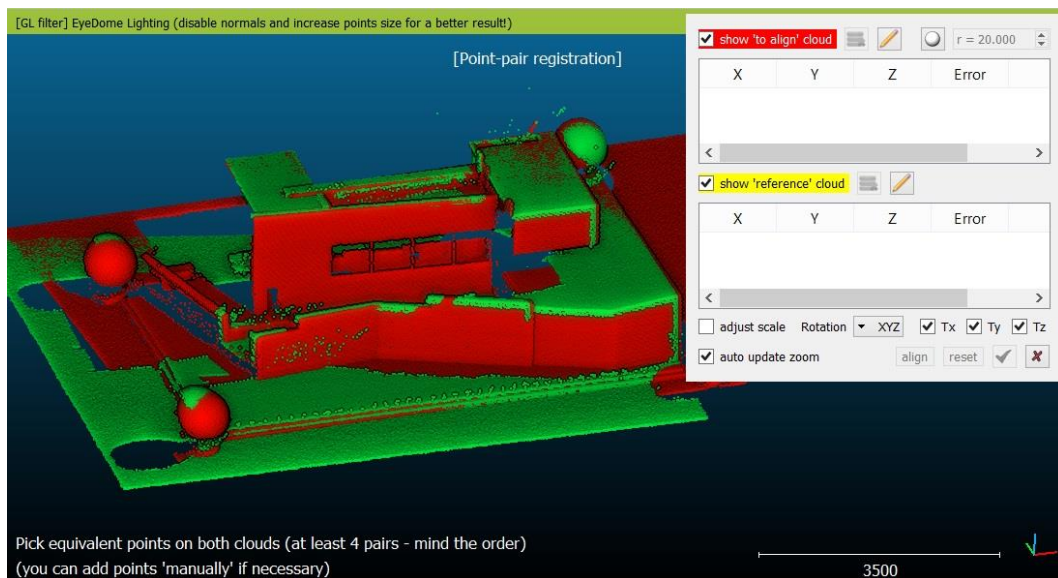 [GL filter] EyeDome Lighting (disable normals and increase points size for a better result!)
[Point-pair registration]
show 'to align' cloud
r = 20.000
X Y Z Error
show 'reference' cloud
X Y Z Error
adjust scale Rotation XYZ Tx Ty Tz
auto update zoom align reset
Pick equivalent points on both clouds (at least 4 pairs - mind the order)
(you can add points 'manually' if necessary)
3500